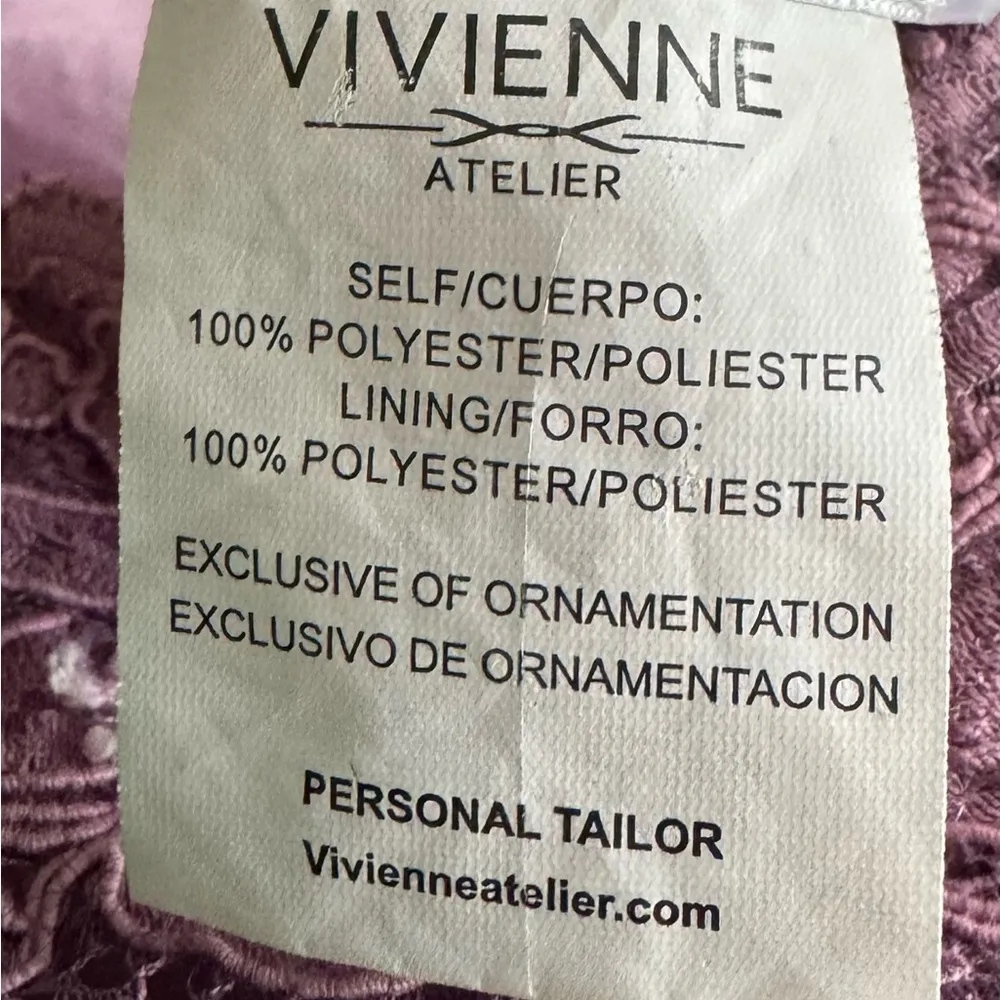 VIVIENNE
ATELIER
SELF/CUERPO:
100% POLYESTER/POLIESTER
LINING/FORRO:
100% POLYESTER/POLIESTER
EXCLUSIVE OF ORNAMENTATION
EXCLUSIVO DE ORNAMENTACION
PERSONAL TAILOR
Vivienneatelier.com